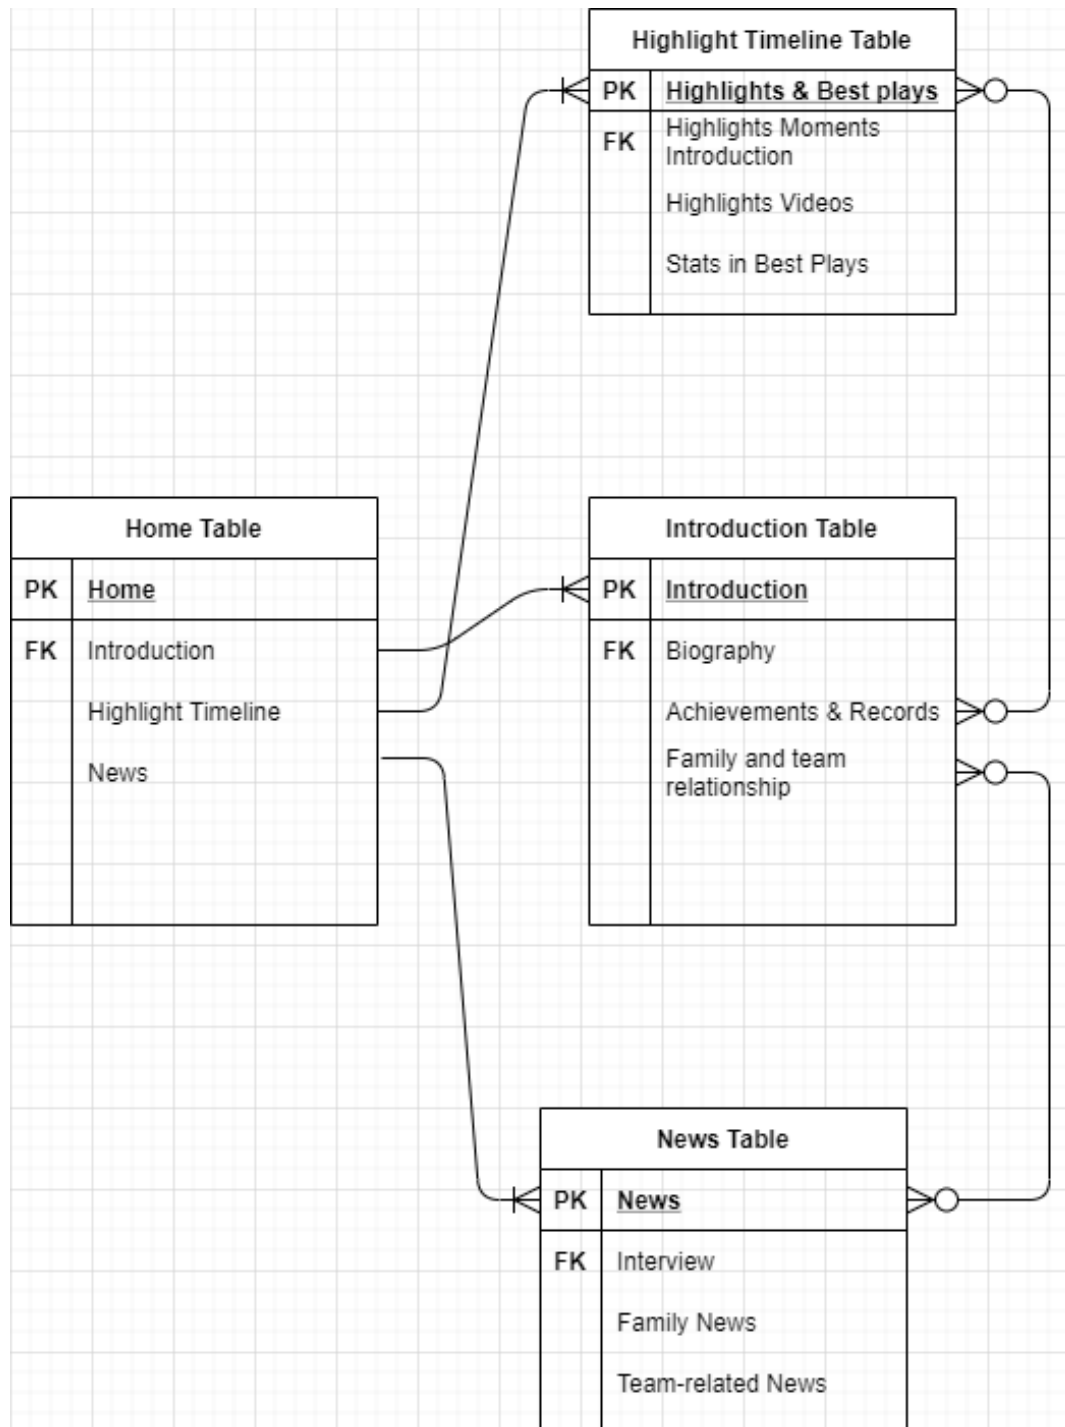 Highlight Timeline Table
PK Highlights & Best plays
FK Highlights Moments
Introduction
Highlights Videos
Stats in Best Plays
Home Table
PK Home
FK Introduction
Highlight Timeline
News
Introduction Table
PK Introduction
FK Biography
Achievements & Records
Family and team
relationship
News Table
PK News
FK Interview
Family News
Team-related News